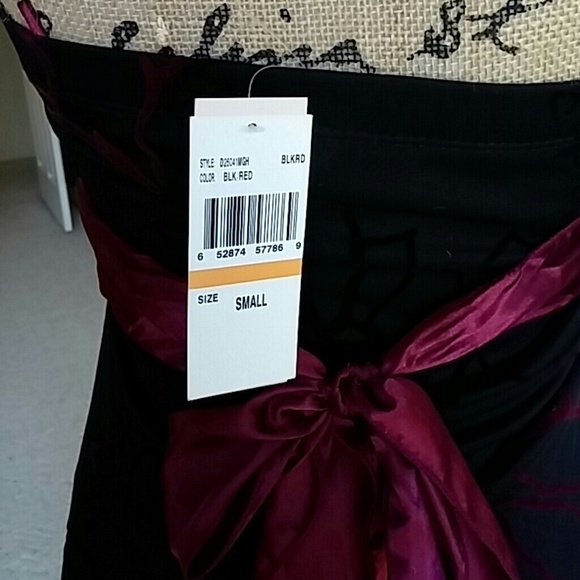 STYLE: D26041MGH BLKRD
COLOR: BLK/RED
6 52874 57786 9
SIZE SMALL